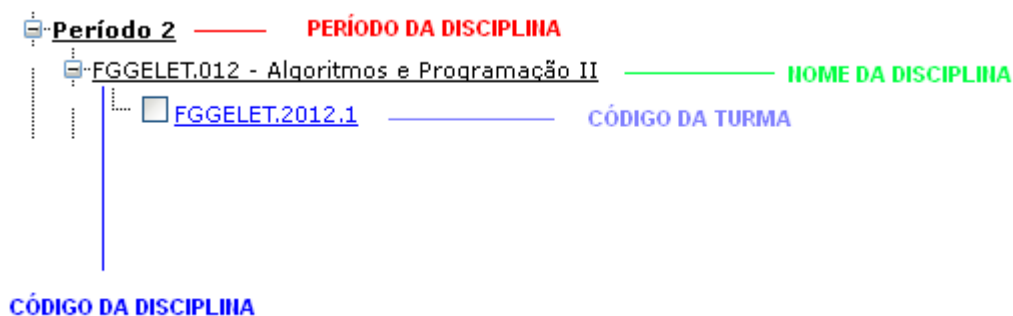 Período 2 PERÍODO DA DISCIPLINA
FGGELET.012 - Algoritmos e Programação II NOME DA DISCIPLINA
FGGELET.2012.1 CÓDIGO DA TURMA
CÓDIGO DA DISCIPLINA